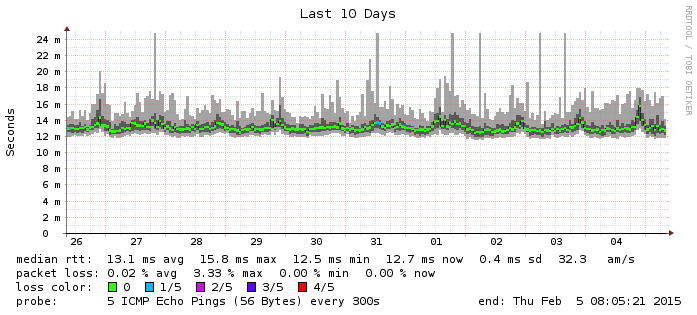 Last 10 Days
RRDTOOL / TOBI OETIKER
Seconds
24 m
22 m
20 m
18 m
16 m
14 m
12 m
10 m
8 m
6 m
4 m
2 m
0
26 27 28 29 30 31 01 02 03 04
median rtt: 13.1 ms avg 15.8 ms max 12.5 ms min 12.7 ms now 0.4 ms sd 32.3 am/s
packet loss: 0.02 % avg 3.33 % max 0.00 % min 0.00 % now
loss color: 0 1/5 2/5 3/5 4/5
probe: 5 ICMP Echo Pings (56 Bytes) every 300s end: Thu Feb 5 08:05:21 2015